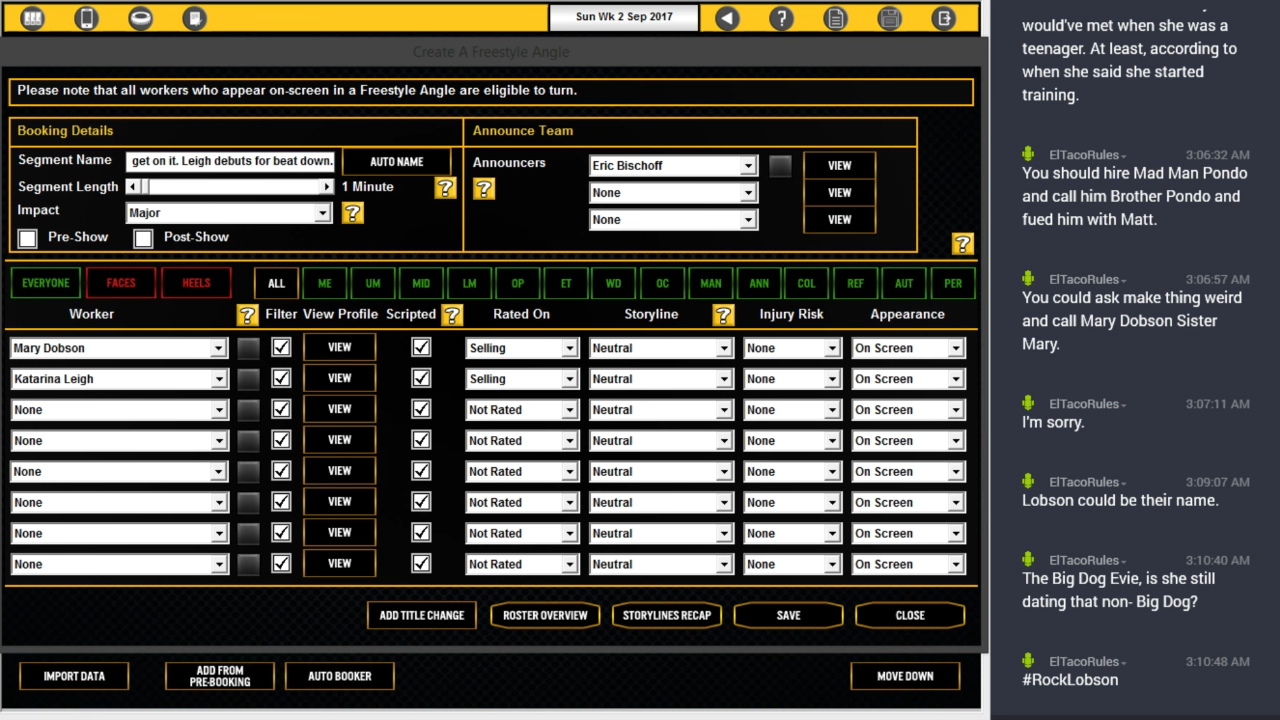 Sun Wk 2 Sep 2017
Create A Freestyle Angle
Please note that all workers who appear on-screen in a Freestyle Angle are eligible to turn.
Booking Details
Announce Team
Segment Name get on it. Leigh debuts for beat down. AUTO NAME
Segment Length 1 Minute ?
Impact Major ?
Pre-Show Post-Show
Announcers Eric Bischoff VIEW
? None VIEW
None VIEW
?
EVERYONE FACES HEELS ALL ME UM MID LM OP ET WD OC MAN ANN COL REF AUT PER
Worker ? Filter View Profile Scripted ? Rated On Storyline ? Injury Risk Appearance
Mary Dobson VIEW Selling Neutral None On Screen
Katarina Leigh VIEW Selling Neutral None On Screen
None VIEW Not Rated Neutral None On Screen
None VIEW Not Rated Neutral None On Screen
None VIEW Not Rated Neutral None On Screen
None VIEW Not Rated Neutral None On Screen
None VIEW Not Rated Neutral None On Screen
None VIEW Not Rated Neutral None On Screen
ADD TITLE CHANGE ROSTER OVERVIEW STORYLINES RECAP SAVE CLOSE
IMPORT DATA ADD FROM PRE-BOOKING AUTO BOOKER MOVE DOWN
would've met when she was a
teenager. At least, according to
when she said she started
training.
ElTacoRules 3:06:32 AM
You should hire Mad Man Pondo
and call him Brother Pondo and
fued him with Matt.
ElTacoRules 3:06:57 AM
You could ask make thing weird
and call Mary Dobson Sister
Mary.
ElTacoRules 3:07:11 AM
I'm sorry.
ElTacoRules 3:09:07 AM
Lobson could be their name.
ElTacoRules 3:10:40 AM
The Big Dog Evie, is she still
dating that non- Big Dog?
ElTacoRules 3:10:48 AM
#RockLobson